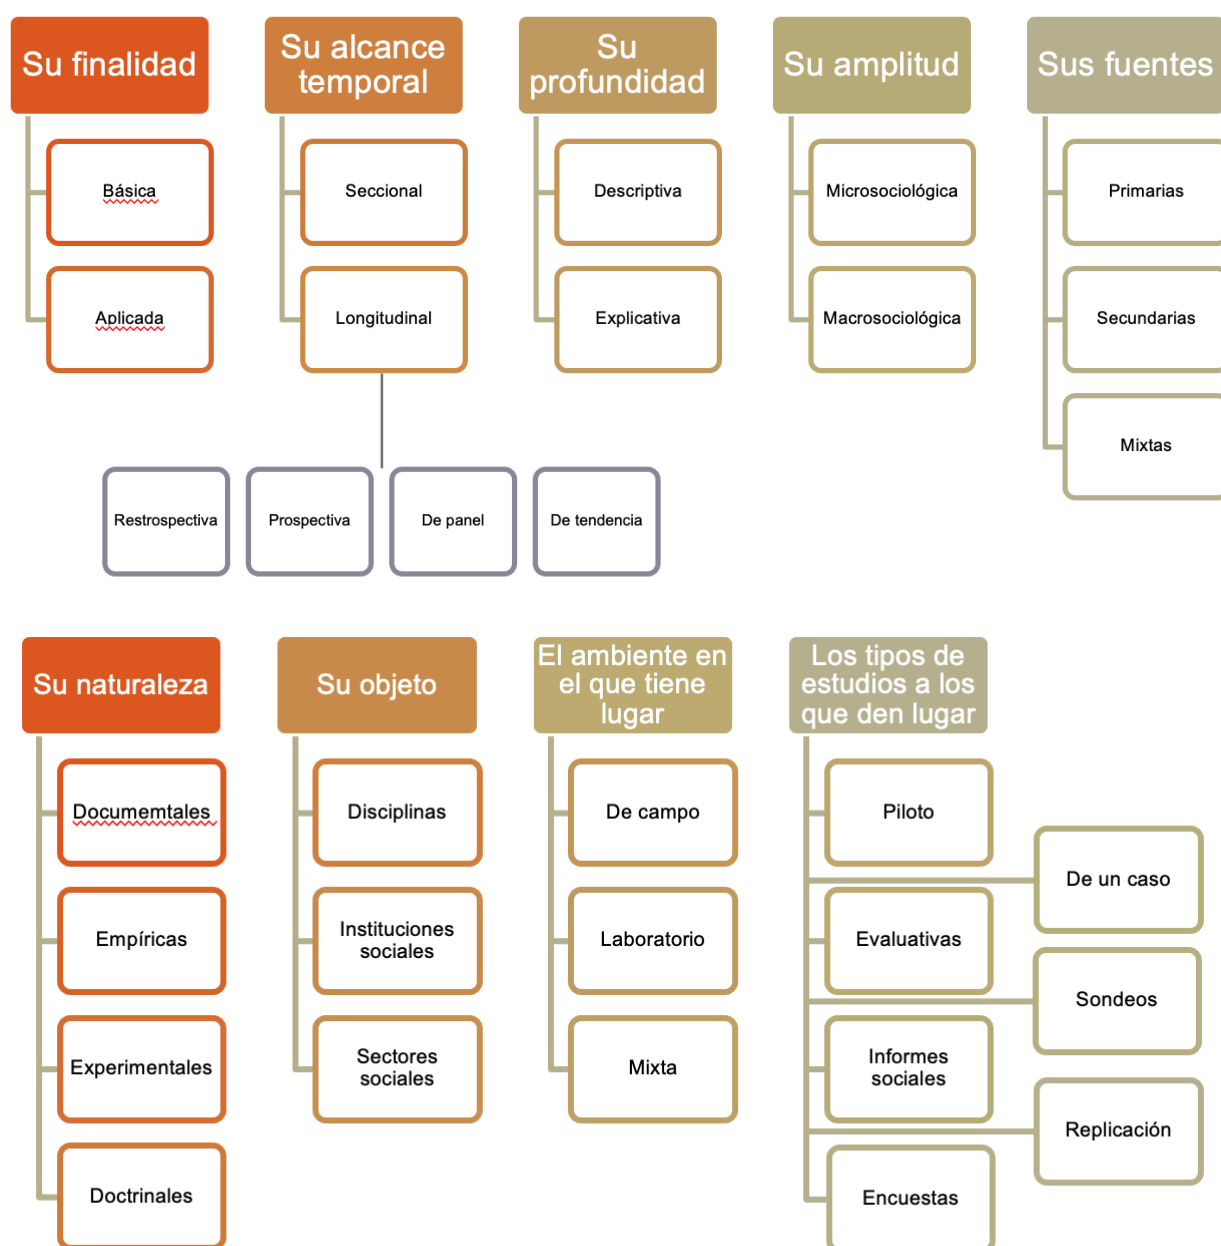 Su finalidad
Su alcance
temporal
Su
profundidad
Su amplitud
Sus fuentes
Básica
Seccional
Descriptiva
Microsociológica
Primarias
Aplicada
Longitudinal
Explicativa
Macrosociológica
Secundarias
Mixtas
Restrospectiva
Prospectiva
De panel
De tendencia
Su naturaleza
Su objeto
El ambiente en
el que tiene
lugar
Los tipos de
estudios a los
que den lugar
Documemtales
Disciplinas
De campo
Piloto
De un caso
Empíricas
Instituciones
sociales
Laboratorio
Evaluativas
Sondeos
Experimentales
Sectores
sociales
Mixta
Informes
sociales
Replicación
Doctrinales
Encuestas